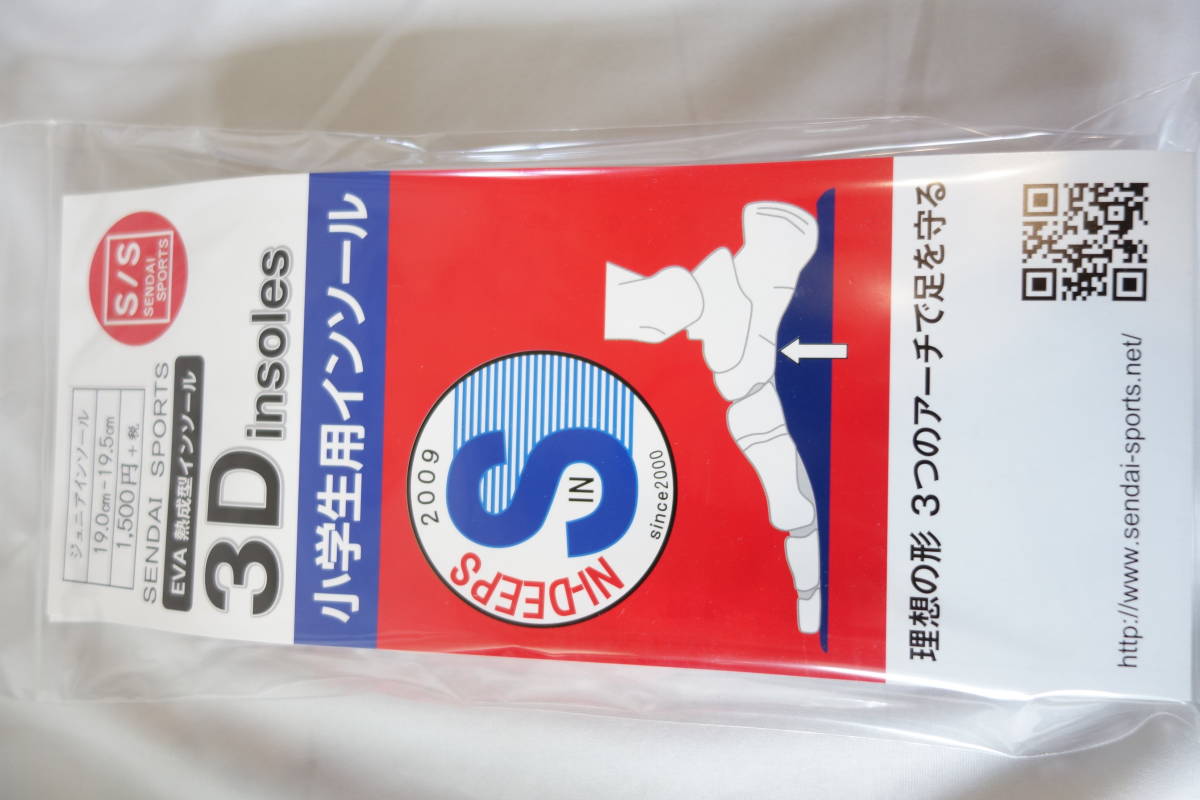 ジュニアインソール
19.0cm-19.5cm
1,500円+税
S/S
SENDAI
SPORTS
SENDAI SPORTS
EVA 熱成型インソール
3D insoles
小学生用インソール
2009
S
IN
IN-DEEPS
since2000
理想の形 3つのアーチで足を守る
http://www.sendai-sports.net/